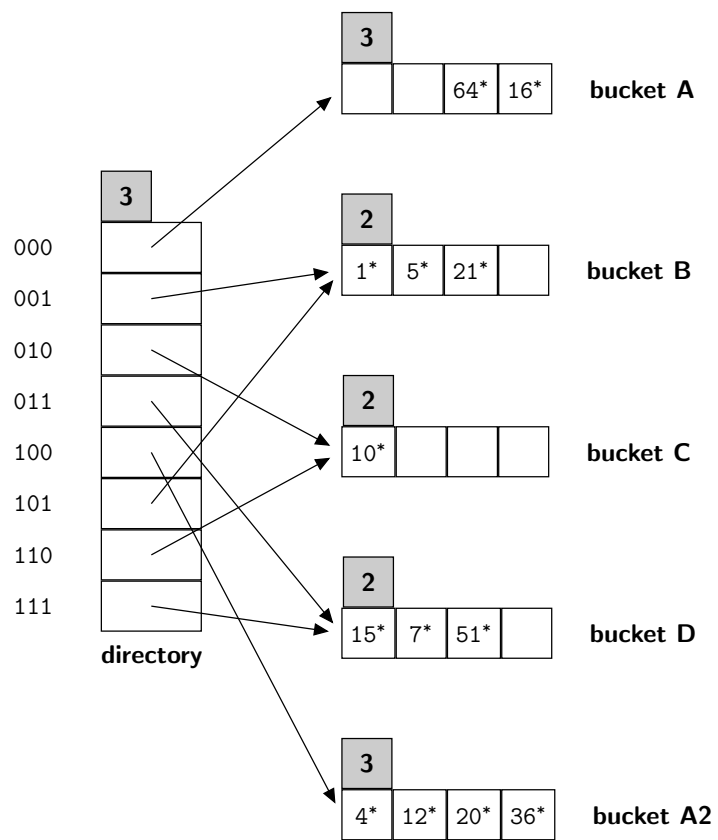 3
64* 16* bucket A
3
2
000
1* 5* 21* bucket B
001
010
2
011
10* bucket C
100
101
110
2
111
15* 7* 51* bucket D
directory
3
4* 12* 20* 36* bucket A2